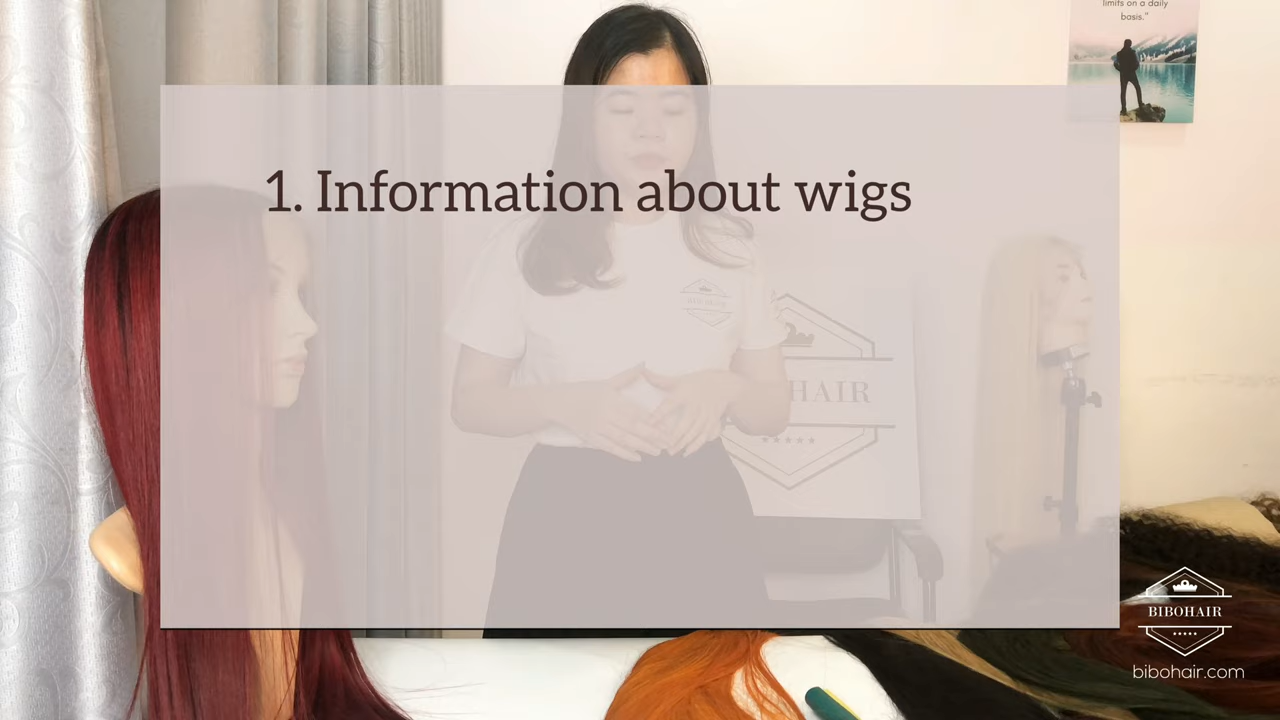 limits on a daily
basis."
1. Information about wigs
HAIR
BIBOHAIR
bibohair.com